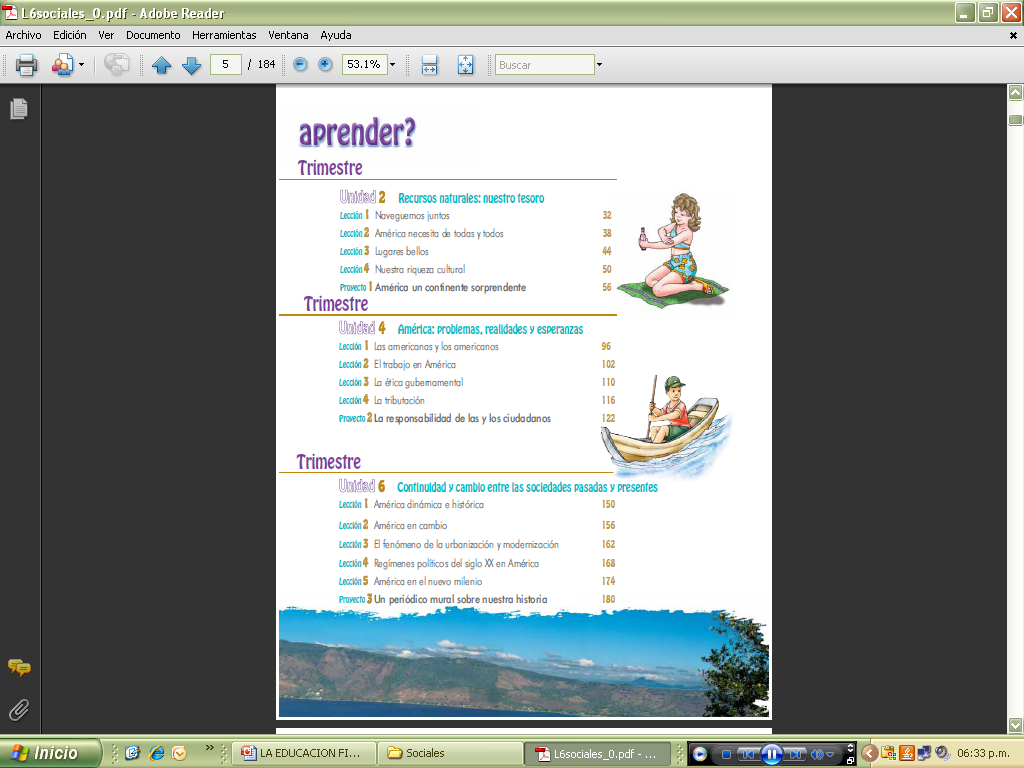 L6sociales_0.pdf - Adobe Reader
Archivo Edición Ver Documento Herramientas Ventana Ayuda
5 / 184 53.1% Buscar
aprender?
Trimestre
Unidad 2 Recursos naturales: nuestro tesoro
Lección 1 Naveguemos juntos 32
Lección 2 América necesita de todas y todos 38
Lección 3 Lugares bellos 44
Lección 4 Nuestra riqueza cultural 50
Proyecto 1 América un continente sorprendente 56
Trimestre
Unidad 4 América: problemas, realidades y esperanzas
Lección 1 Las americanas y los americanos 96
Lección 2 El trabajo en América 102
Lección 3 La ética gubernamental 110
Lección 4 La tributación 116
Proyecto 2 La responsabilidad de las y los ciudadanos 122
Trimestre
Unidad 6 Continuidad y cambio entre las sociedades pasadas y presentes
Lección 1 América dinámica e histórica 150
Lección 2 América en cambio 156
Lección 3 El fenómeno de la urbanización y modernización 162
Lección 4 Regímenes políticos del siglo XX en América 168
Lección 5 América en el nuevo milenio 174
Proyecto 3 Un periódico mural sobre nuestra historia 180
Inicio » LA EDUCACION FI... Sociales L6sociales_0.pdf - ... 06:33 p.m.